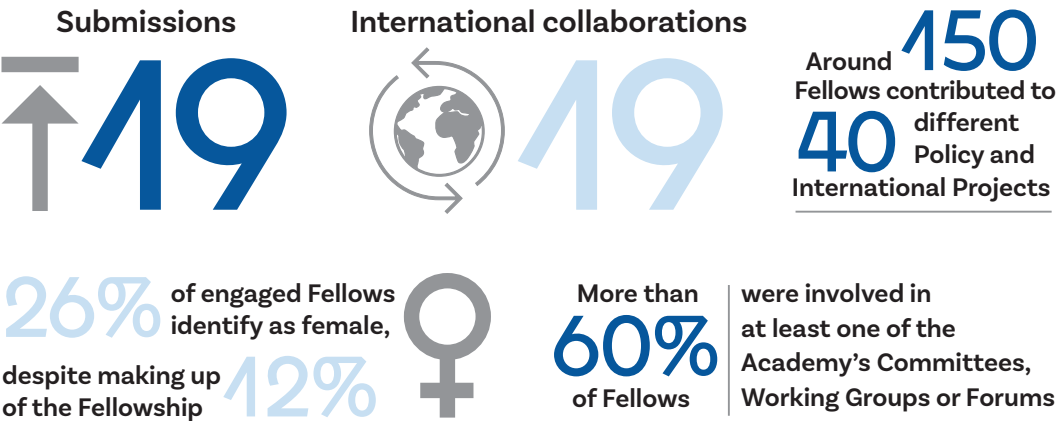 Submissions
19
International collaborations
19
Around 150
Fellows contributed to
40 different
Policy and
International Projects
26% of engaged Fellows
identify as female,
despite making up 12%
of the Fellowship
More than
60%
of Fellows
were involved in
at least one of the
Academy’s Committees,
Working Groups or Forums